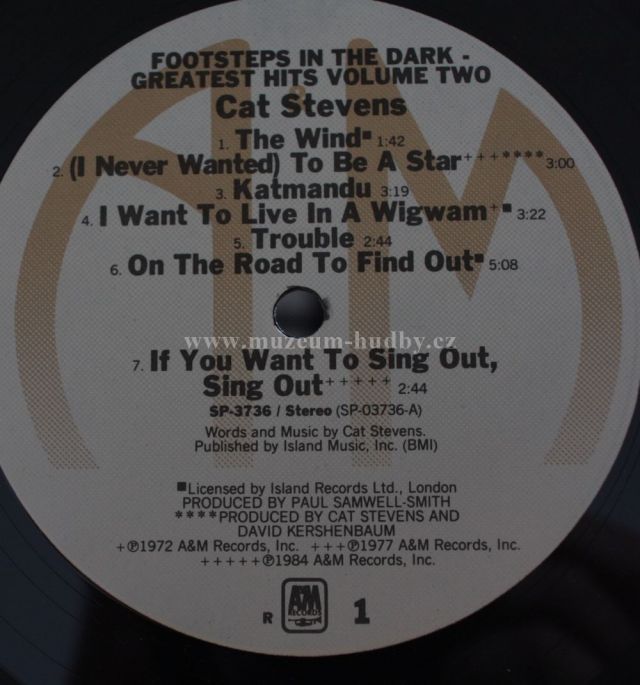 FOOTSTEPS IN THE DARK -
GREATEST HITS VOLUME TWO
Cat Stevens
1. The Wind■ 1:42
2. (I Never Wanted) To Be A Star+++**** 3:00
3. Katmandu 3:19
4. I Want To Live In A Wigwam+■ 3:22
5. Trouble 2:44
6. On The Road To Find Out■ 5:08
www.muzeum-hudby.cz
7. If You Want To Sing Out,
Sing Out+++++ 2:44
SP-3736 / Stereo (SP-03736-A)
Words and Music by Cat Stevens.
Published by Island Music, Inc. (BMI)
■Licensed by Island Records Ltd., London
PRODUCED BY PAUL SAMWELL-SMITH
****PRODUCED BY CAT STEVENS AND
DAVID KERSHENBAUM
+℗1972 A&M Records, Inc. +++℗1977 A&M Records, Inc.
+++++℗1984 A&M Records, Inc.
R A&M RECORDS 1